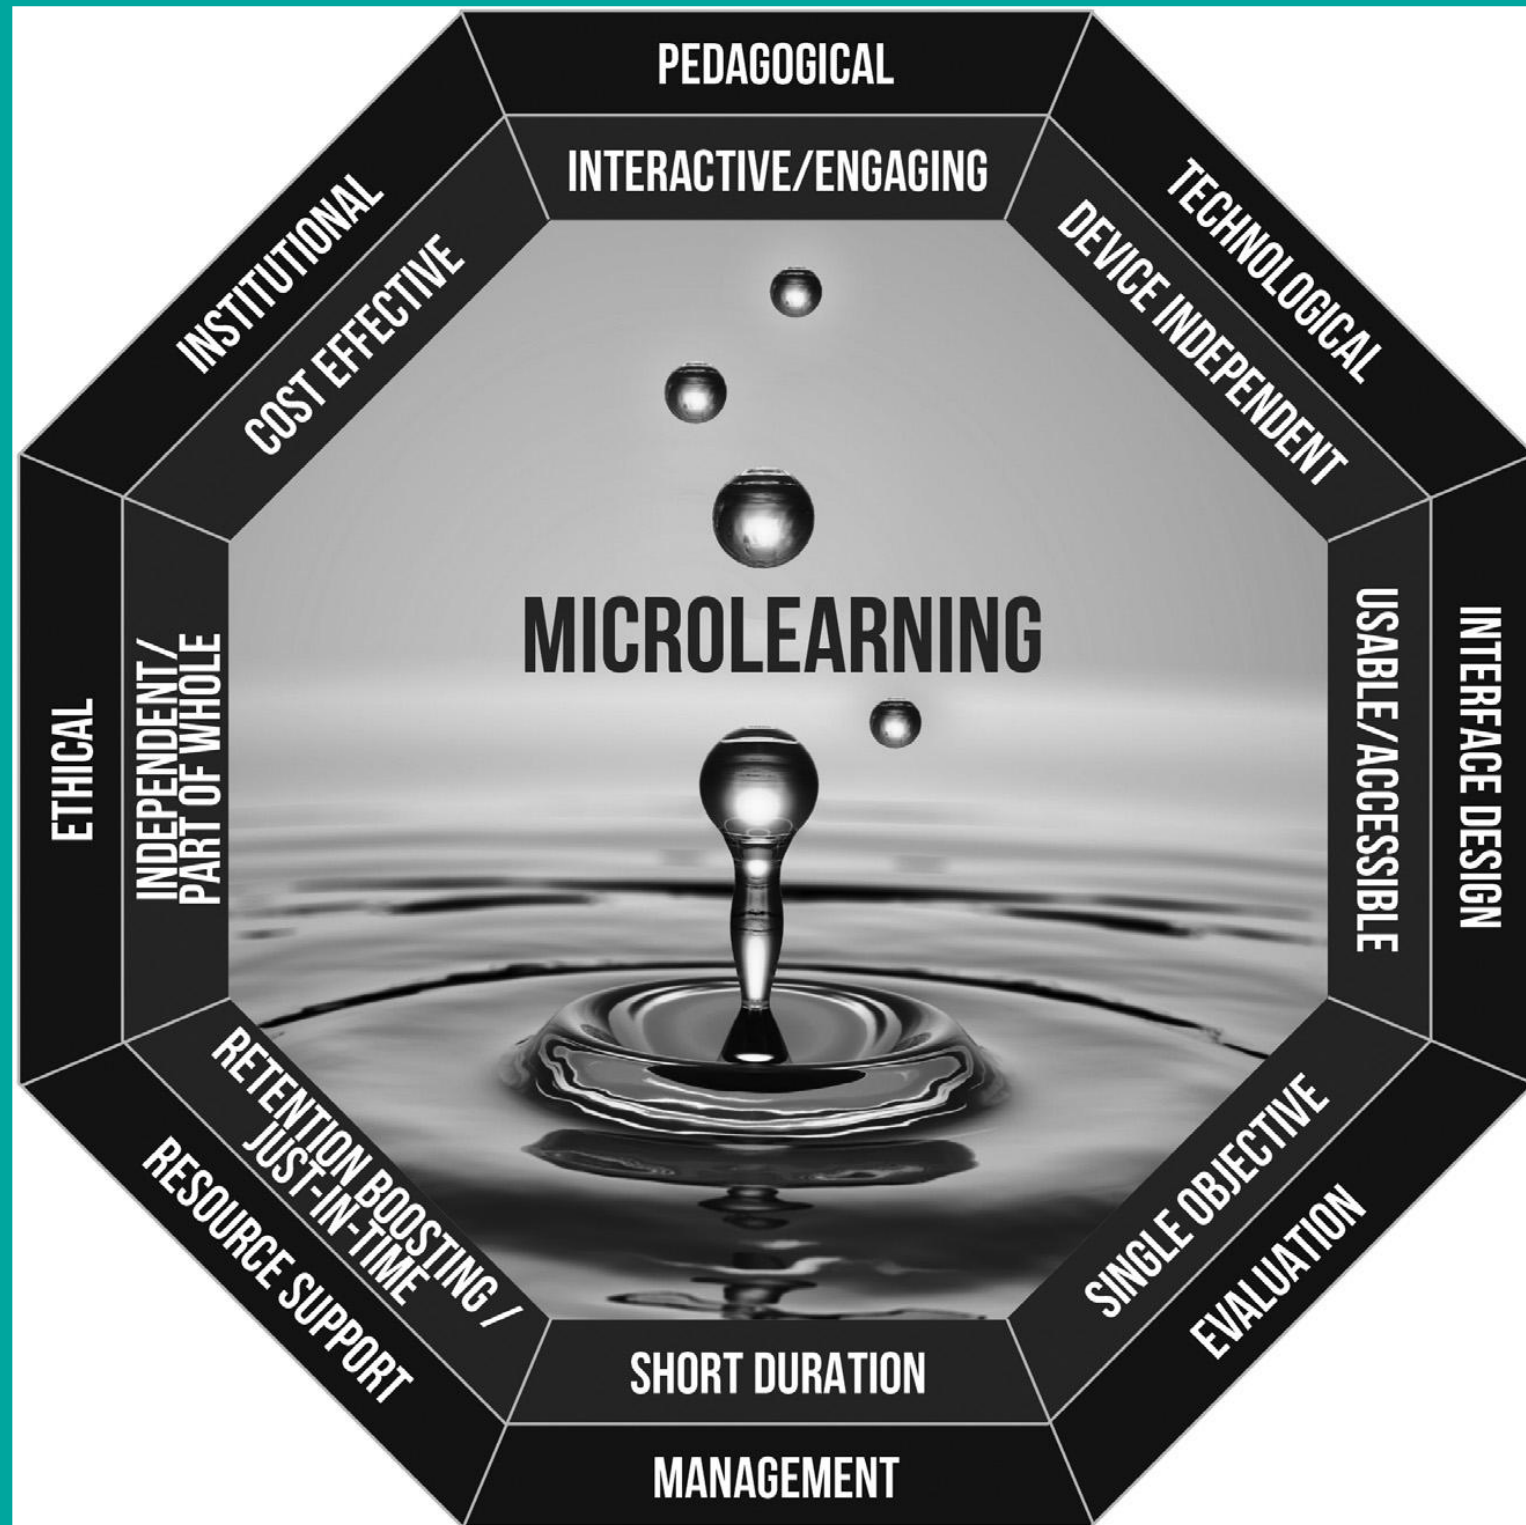 PEDAGOGICAL
INTERACTIVE/ENGAGING
TECHNOLOGICAL
DEVICE INDEPENDENT
INTERFACE DESIGN
USABLE/ACCESSIBLE
EVALUATION
SINGLE OBJECTIVE
MANAGEMENT
SHORT DURATION
RESOURCE SUPPORT
RETENTION BOOSTING /
JUST-IN-TIME
ETHICAL
INDEPENDENT/
PART OF WHOLE
INSTITUTIONAL
COST EFFECTIVE
MICROLEARNING